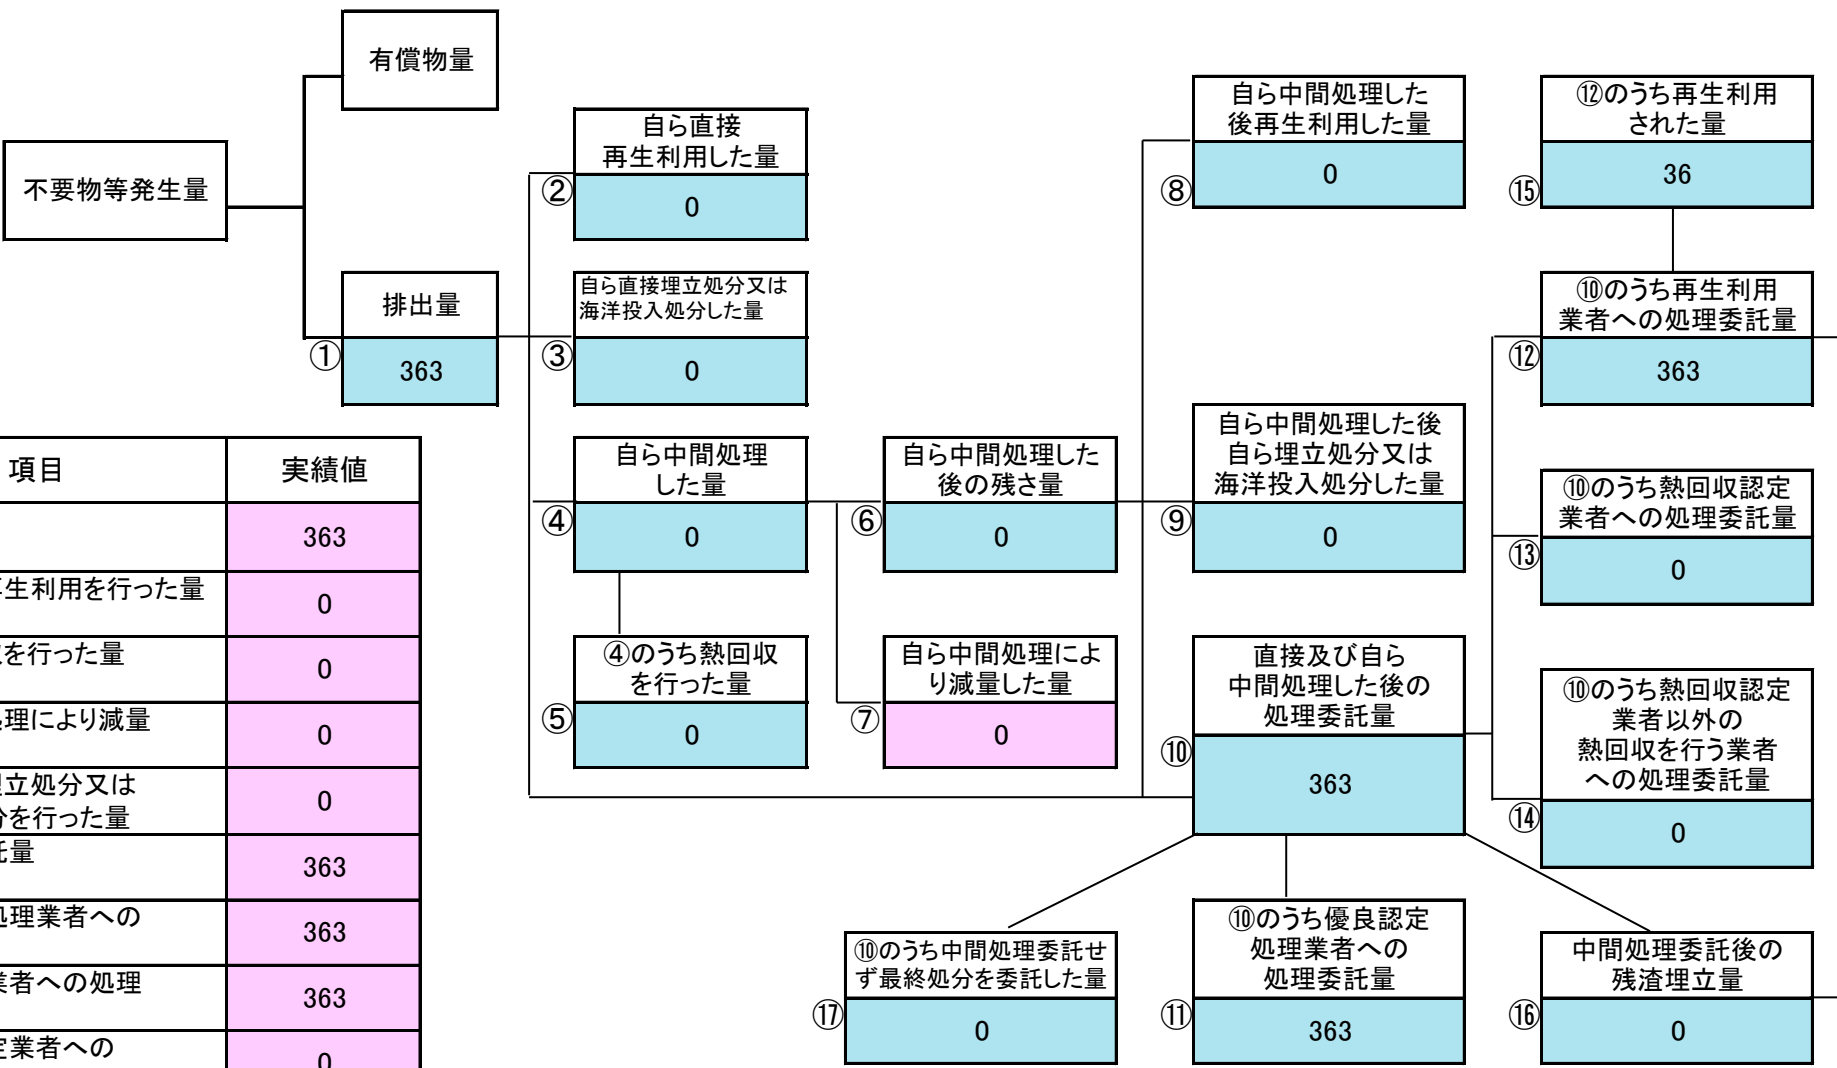 有償物量
不要物等発生量
排出量
①
363
自ら直接
再生利用した量
②
0
自ら直接埋立処分又は
海洋投入処分した量
③
0
自ら中間処理
した量
④
0
④のうち熱回収
を行った量
⑤
0
自ら中間処理した
後の残さ量
⑥
0
自ら中間処理によ
り減量した量
⑦
0
自ら中間処理した
後再生利用した量
⑧
0
自ら中間処理した後
自ら埋立処分又は
海洋投入処分した量
⑨
0
直接及び自ら
中間処理した後の
処理委託量
⑩
363
⑩のうち優良認定
処理業者への
処理委託量
⑪
363
⑫のうち再生利用
された量
⑮
36
⑩のうち再生利用
業者への処理委託量
⑫
363
⑩のうち熱回収認定
業者への処理委託量
⑬
0
⑩のうち熱回収認定
業者以外の
熱回収を行う業者
への処理委託量
⑭
0
中間処理委託後の
残渣埋立量
⑯
0
⑩のうち中間処理委託せ
ず最終処分を委託した量
⑰
0
項目 実績値
363
生利用を行った量
0
を行った量
0
理により減量
0
立処分又は
を行った量
0
量
363
理業者への
363
者への処理
363
業者への
0